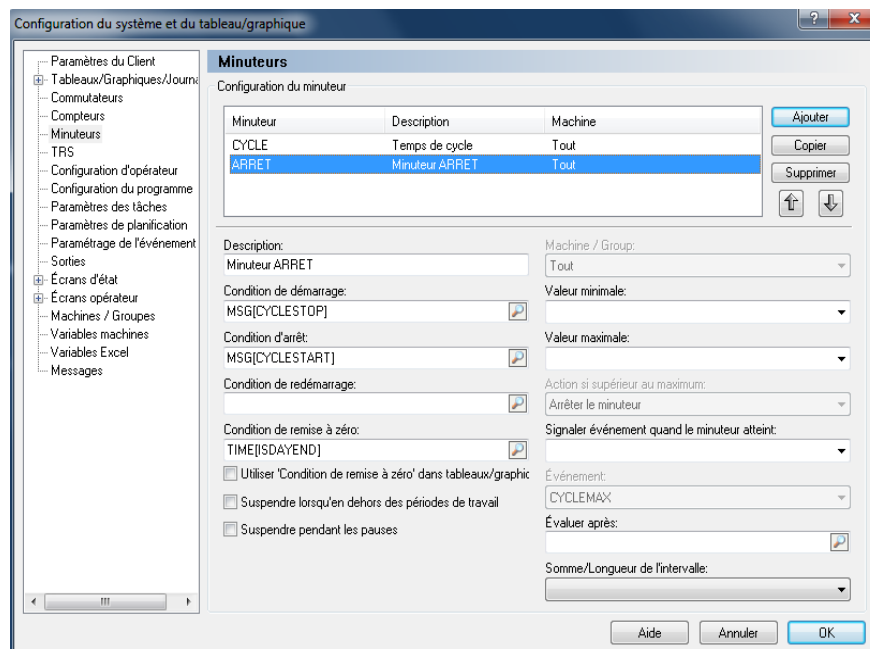 Configuration du système et du tableau/graphique
Paramètres du Client
Tableaux/Graphiques/Journa
Commutateurs
Compteurs
Minuteurs
TRS
Configuration d'opérateur
Configuration du programme
Paramètres des tâches
Paramètres de planification
Paramétrage de l'événement
Sorties
Écrans d'état
Écrans opérateur
Machines / Groupes
Variables machines
Variables Excel
Messages
Minuteurs
Configuration du minuteur
Minuteur Description Machine
CYCLE Temps de cycle Tout
ARRET Minuteur ARRET Tout
Ajouter
Copier
Supprimer
Description:
Minuteur ARRET
Condition de démarrage:
MSG[CYCLESTOP]
Condition d'arrêt:
MSG[CYCLESTART]
Condition de redémarrage:
Condition de remise à zéro:
TIME[ISDAYEND]
Utiliser 'Condition de remise à zéro' dans tableaux/graphic
Suspendre lorsqu'en dehors des périodes de travail
Suspendre pendant les pauses
Machine / Group:
Tout
Valeur minimale:
Valeur maximale:
Action si supérieur au maximum:
Arrêter le minuteur
Signaler événement quand le minuteur atteint:
Événement:
CYCLEMAX
Évaluer après:
Somme/Longueur de l'intervalle:
Aide
Annuler
OK